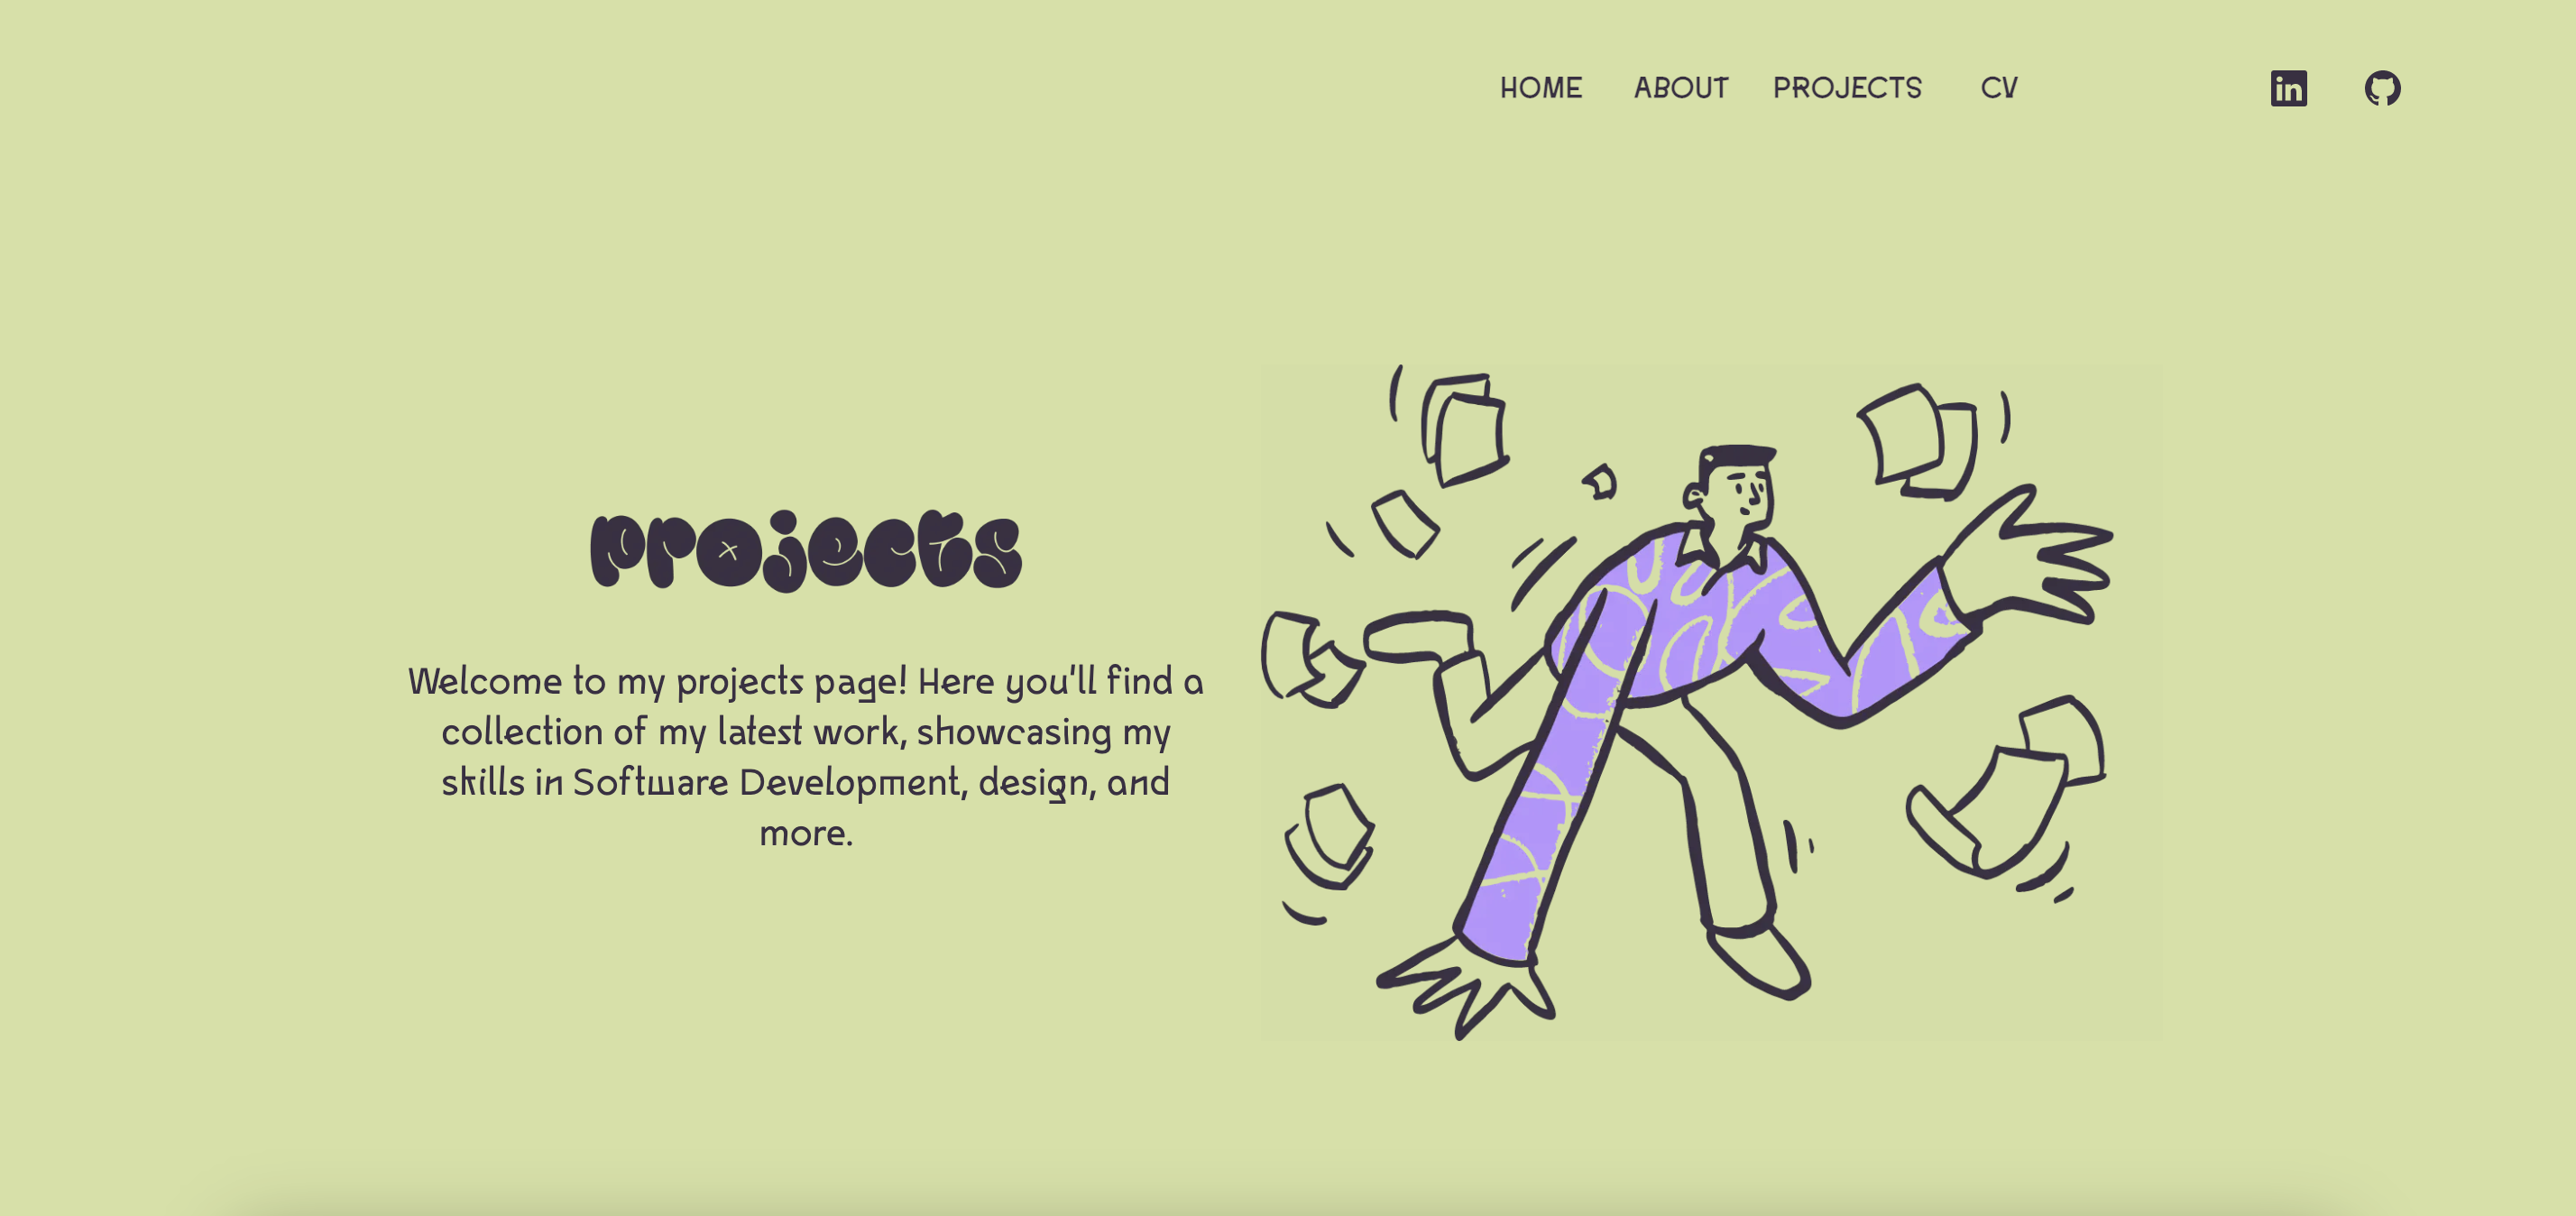 HOME ABOUT PROJECTS CV
in
projects
Welcome to my projects page! Here you'll find a
collection of my latest work, showcasing my
skills in Software Development, design, and
more.